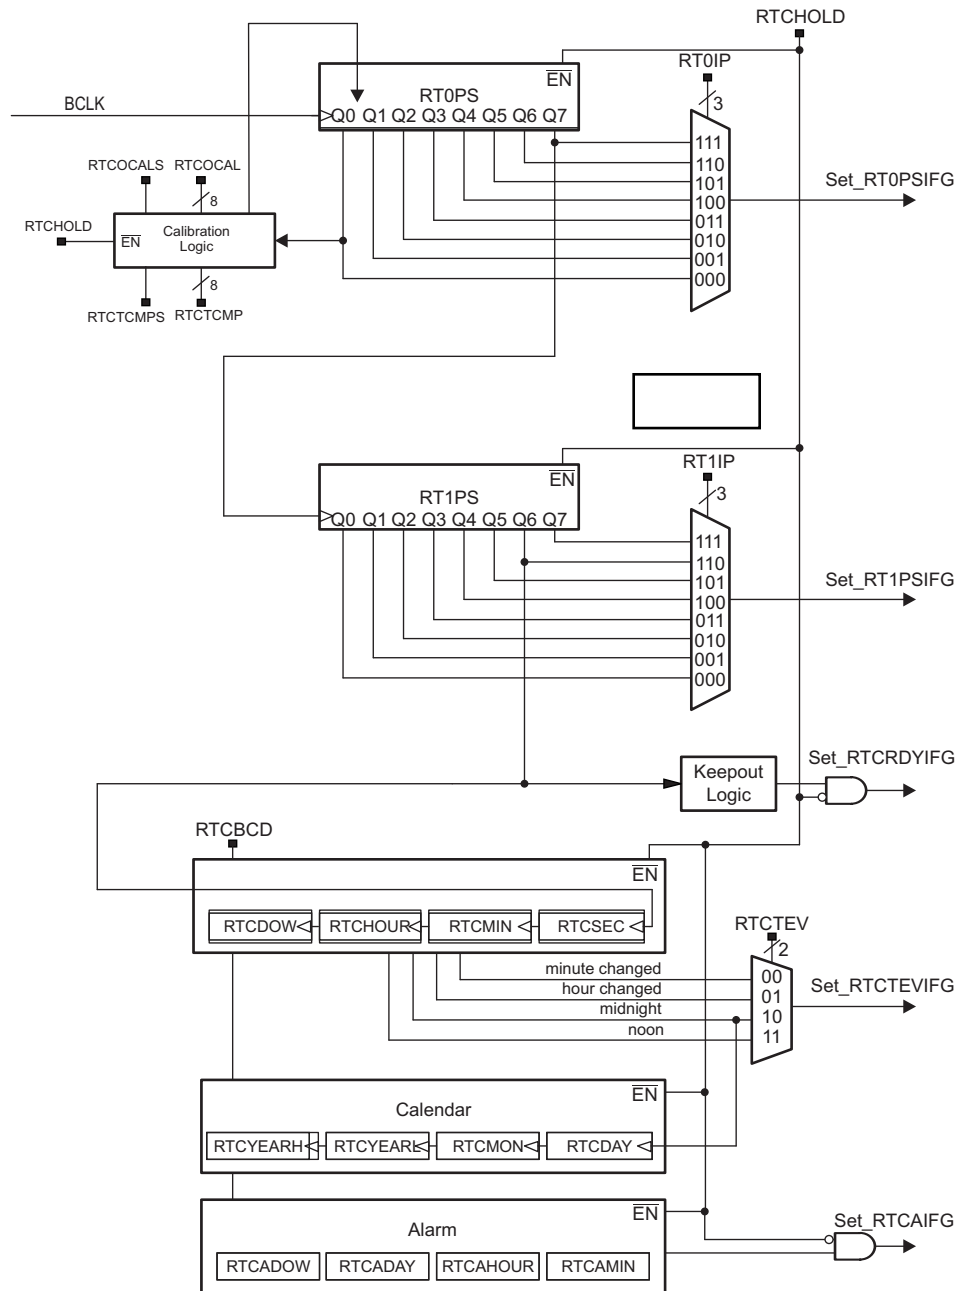 RTCHOLD
RT0IP
EN
3
RT0PS
BCLK
Q0 Q1 Q2 Q3 Q4 Q5 Q6 Q7
111
110
101
100
011
010
001
000
Set_RT0PSIFG
RTCOCALS RTCOCAL
8
RTCHOLD
EN
Calibration
Logic
8
RTCTCMPS RTCTCMP
RT1IP
EN
3
RT1PS
Q0 Q1 Q2 Q3 Q4 Q5 Q6 Q7
111
110
101
100
011
010
001
000
Set_RT1PSIFG
Set_RTCRDYIFG
Keepout
Logic
RTCBCD
EN
RTCDOW RTCHOUR RTCMIN RTCSEC
RTCTEV
2
minute changed
hour changed
midnight
noon
00
01
10
11
Set_RTCTEVIFG
EN
Calendar
RTCYEARH RTCYEARL RTCMON RTCDAY
EN
Alarm
Set_RTCAIFG
RTCADOW RTCADAY RTCAHOUR RTCAMIN